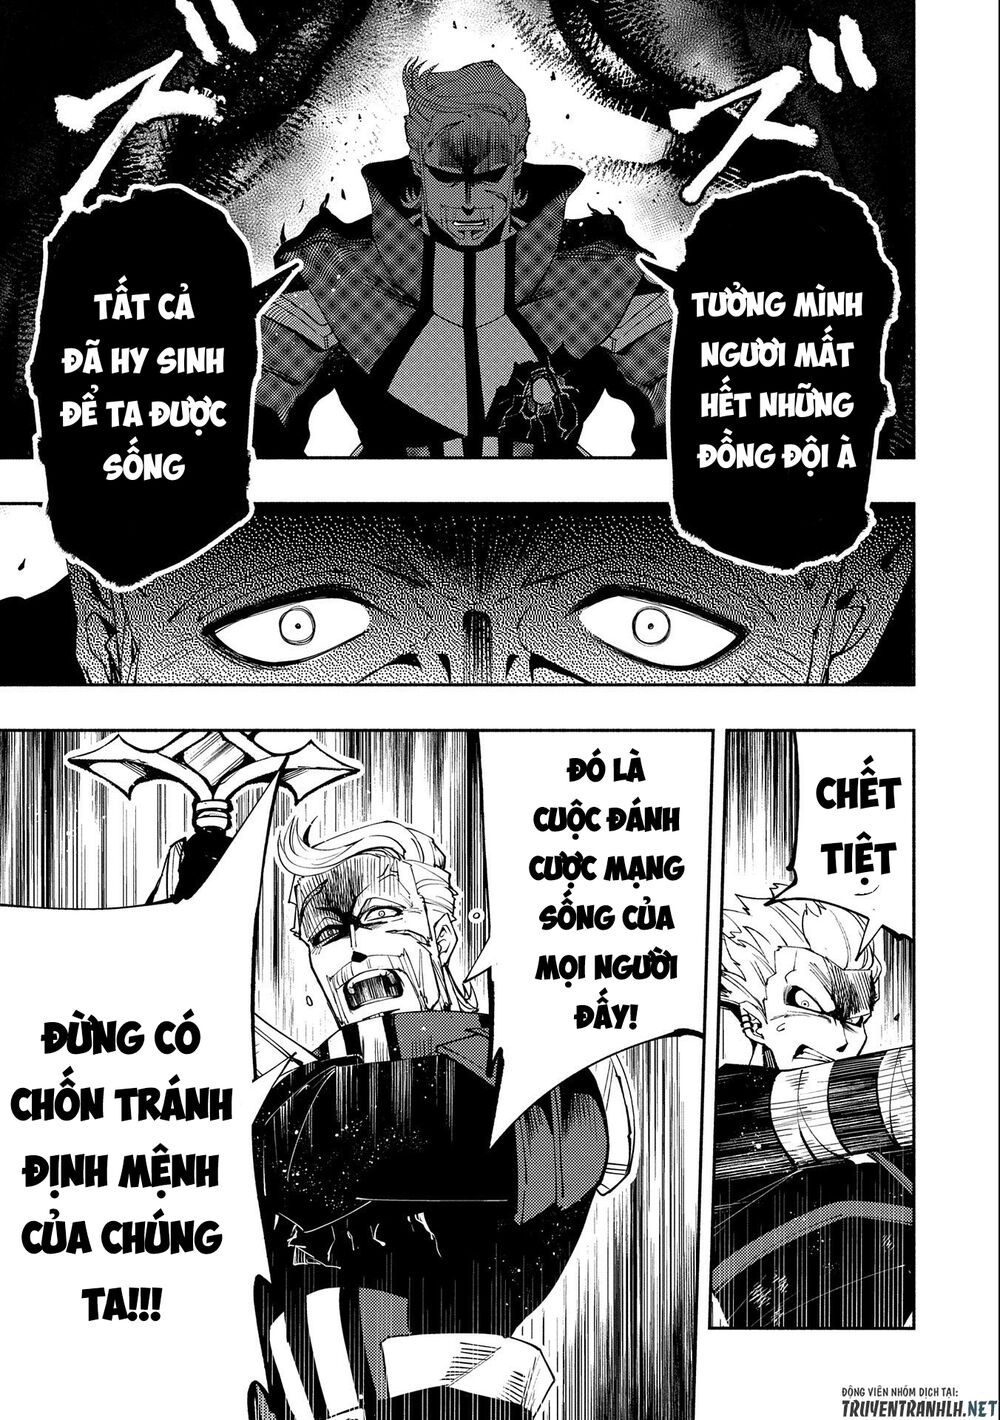 ズ
ズ
TƯỞNG MÌNH
NGƯƠI MẤT
HẾT NHỮNG
ĐỒNG ĐỘI À
TẤT CẢ
ĐÃ HY SINH
ĐỂ TA ĐƯỢC
SỐNG
CHẾT
TIỆT
ĐÓ LÀ
CUỘC ĐÁNH
CƯỢC MẠNG
SỐNG CỦA
MỌI NGƯỜI
ĐẤY!
ĐỪNG CÓ
CHỐN TRÁNH
ĐỊNH MỆNH
CỦA CHÚNG
TA!!!
ĐỘNG VIÊN NHÓM DỊCH TẠI:
TRUYENTRANHLH.NET